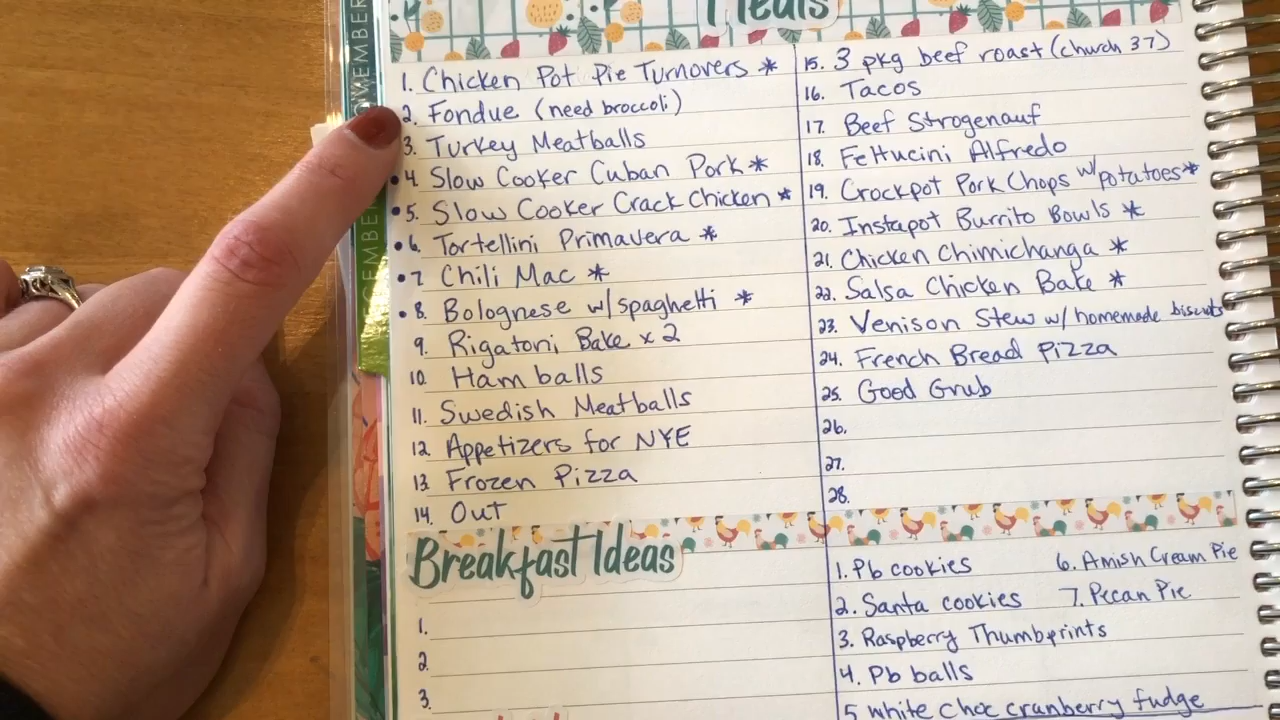 Meals
1. Chicken Pot Pie Turnovers *
2. Fondue (need broccoli)
3. Turkey Meatballs
• 4. Slow Cooker Cuban Pork *
• 5. Slow Cooker Crack Chicken *
• 6. Tortellini Primavera *
• 7 Chili Mac *
• 8. Bolognese w/spaghetti *
9. Rigatoni Bake x 2
10. Ham balls
11. Swedish Meatballs
12. Appetizers for NYE
13. Frozen Pizza
14. Out
15. 3 pkg beef roast (church 37)
16. Tacos
17. Beef Strogenauf
18. Fettucini Alfredo
19. Crockpot Pork Chops w/potatoes*
20. Instapot Burrito Bowls *
21. Chicken Chimichanga *
22. Salsa Chicken Bake *
23. Venison Stew w/ homemade biscuits
24. French Bread Pizza
25. Good Grub
26.
27.
28.
Breakfast Ideas
1.
2.
3.
1. Pb cookies
2. Santa cookies
3. Raspberry Thumbprints
4. Pb balls
5 white choc cranberry fudge
6. Amish Cream Pie
7. Pecan Pie